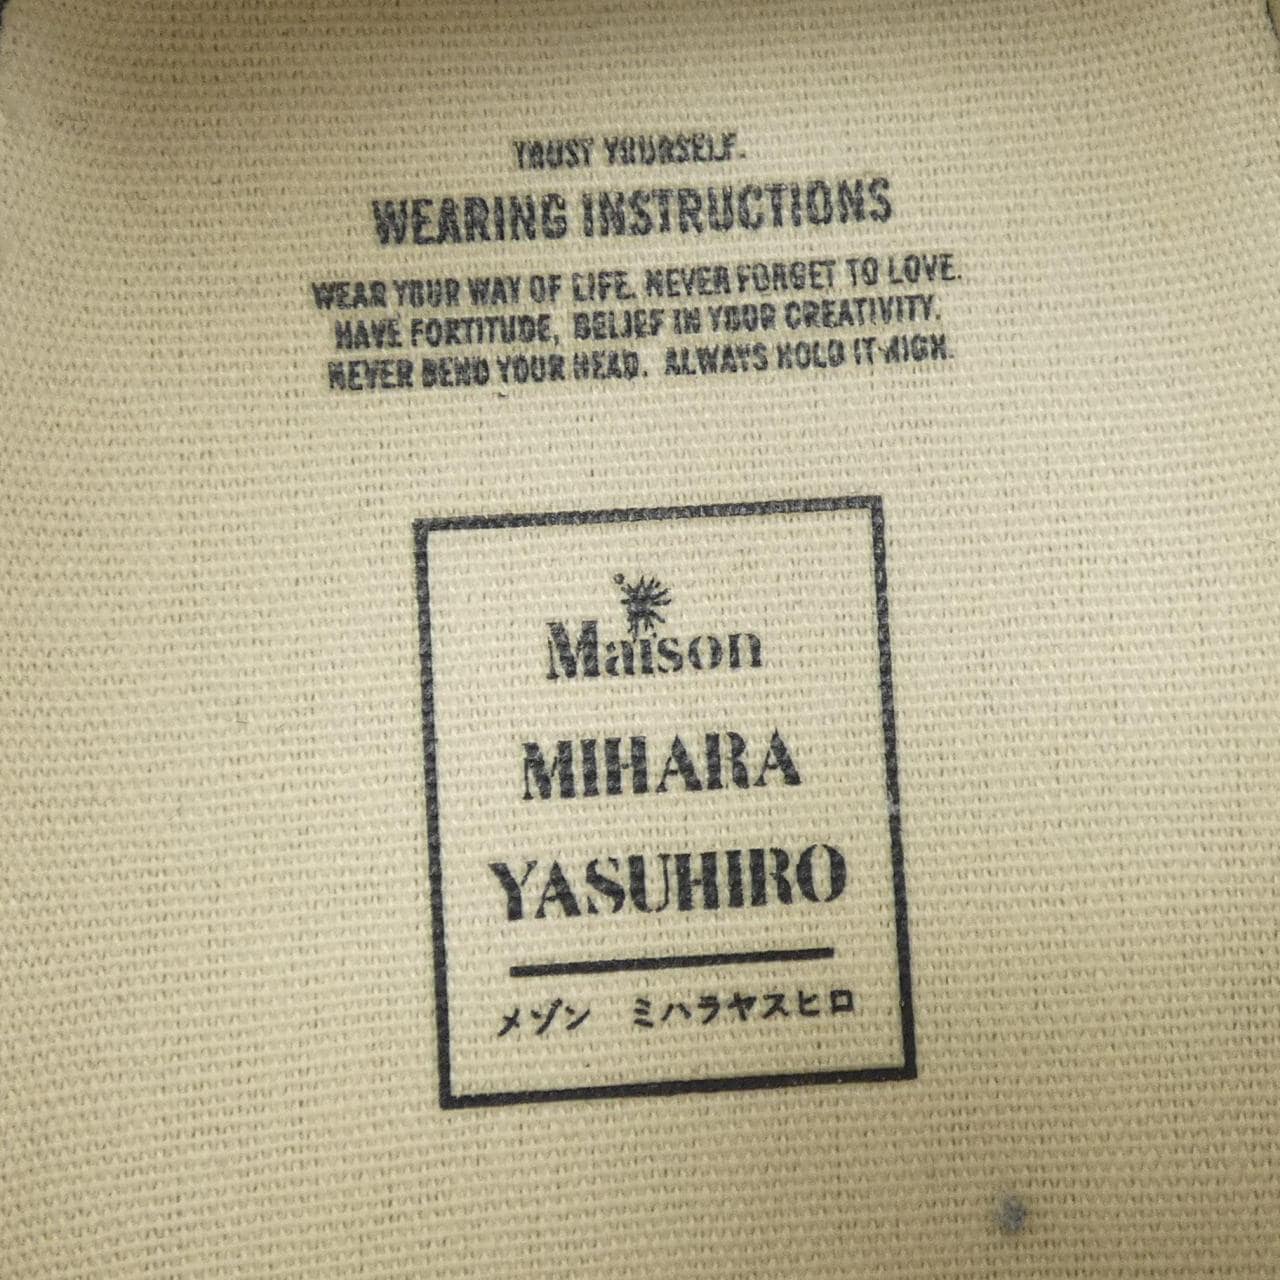 TRUST YOURSELF.
WEARING INSTRUCTIONS
WEAR YOUR WAY OF LIFE. NEVER FORGET TO LOVE.
HAVE FORTITUDE, BELIEF IN YOUR CREATIVITY.
NEVER BEND YOUR HEAD. ALWAYS HOLD IT HIGH.
Maison
MIHARA
YASUHIRO
メゾン ミハラヤスヒロ